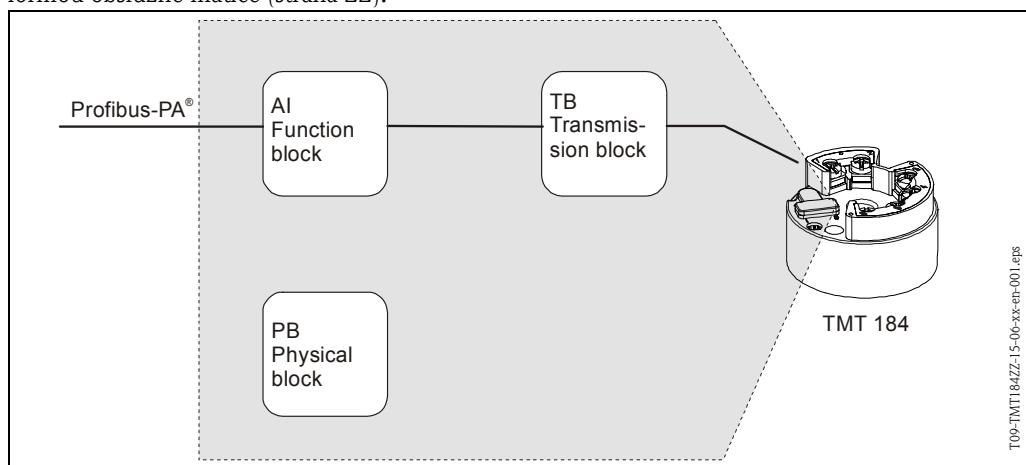 formou obslužné matice (strana
Profibus-PA®
AI
Function
block
TB
Transmis-
sion block
PB
Physical
block
TMT 184
T09-TMT184ZZ-15-06-xx-en-001.eps